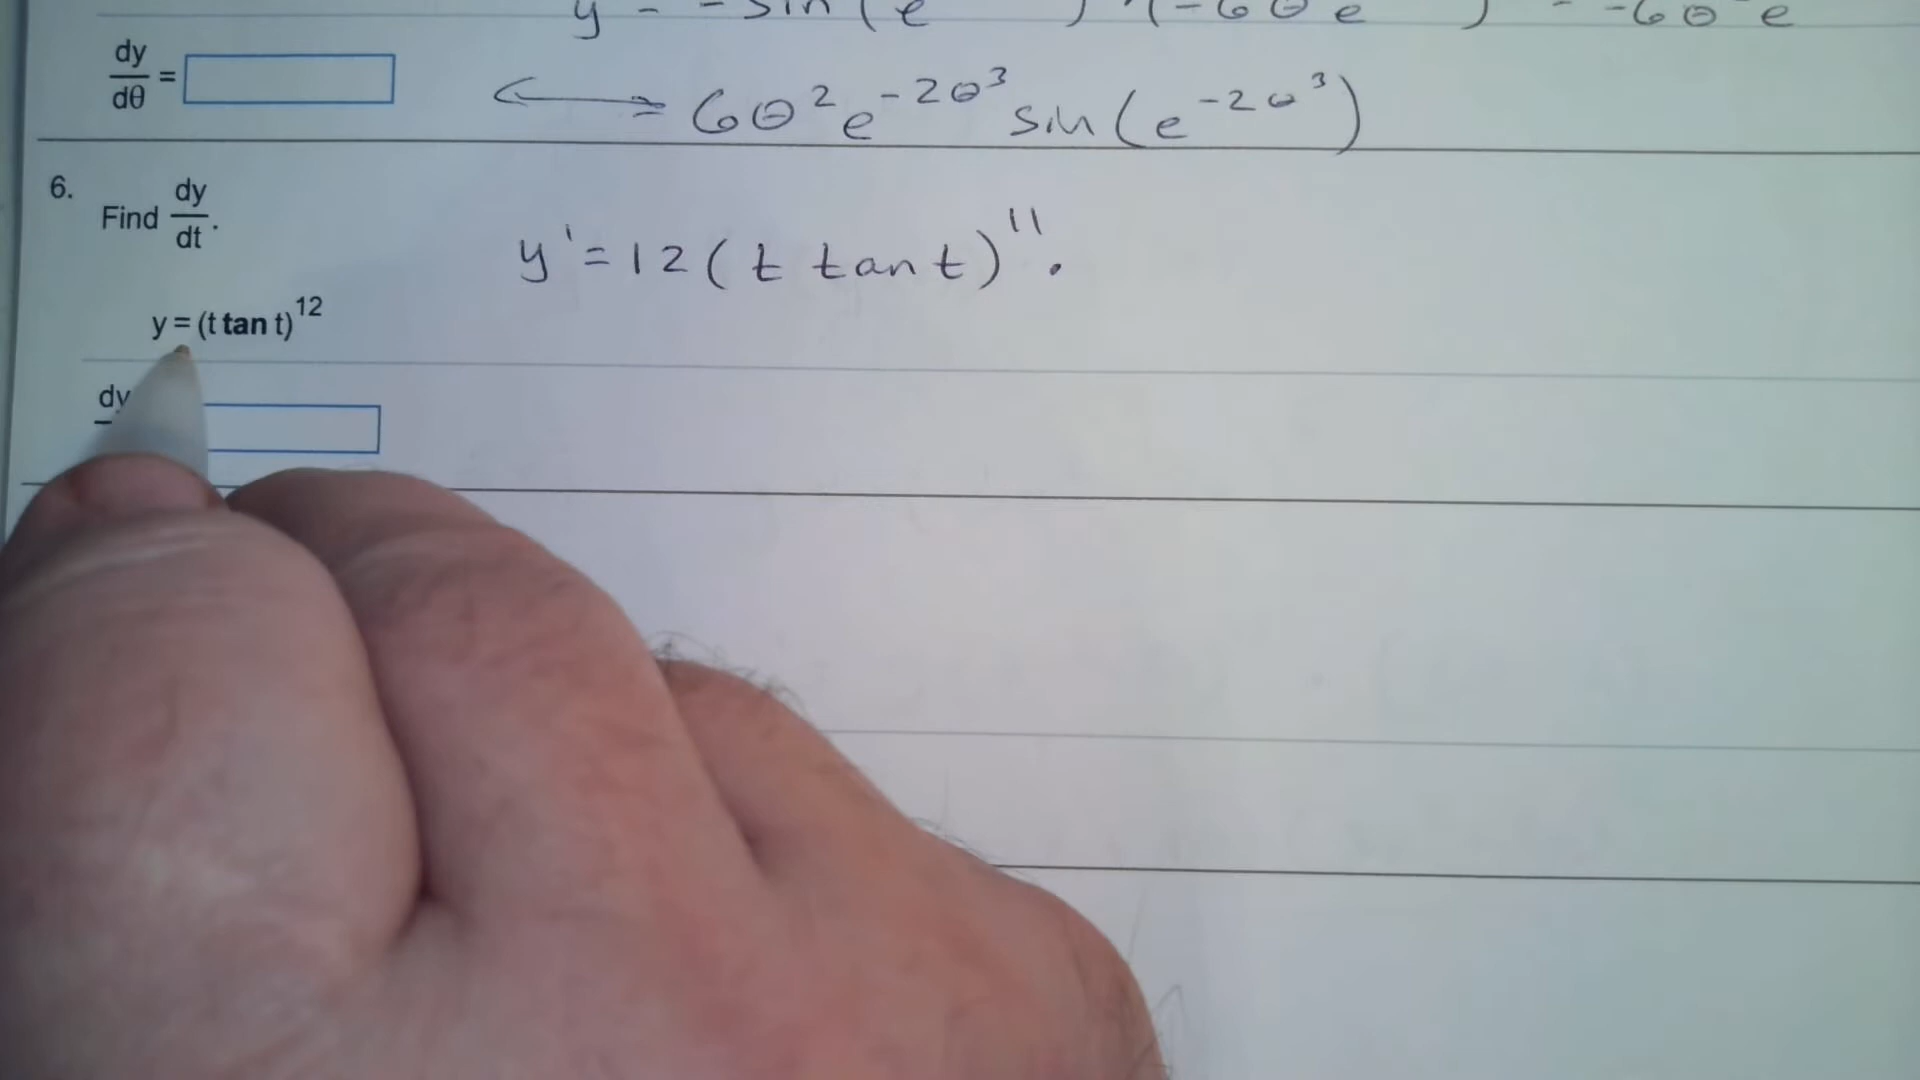 dy/dθ =
= 6θ²e^-2θ³ sin(e^-2θ³)
6.
Find dy/dt.
y' = 12(t tan t)^11 ·
y = (t tan t)^12
dy